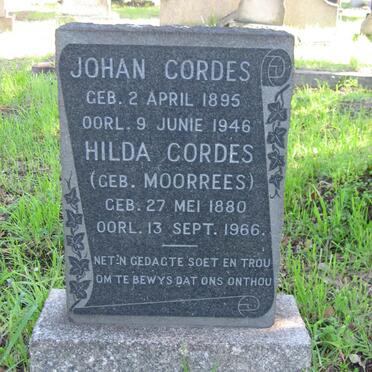 JOHAN CORDES
GEB. 2 APRIL 1895
OORL. 9 JUNIE 1946
HILDA CORDES
(GEB. MOORREES)
GEB. 27 MEI 1880
OORL. 13 SEPT. 1966.
NET'N GEDAGTE SOET EN TROU
OM TE BEWYS DAT ONS ONTHOU